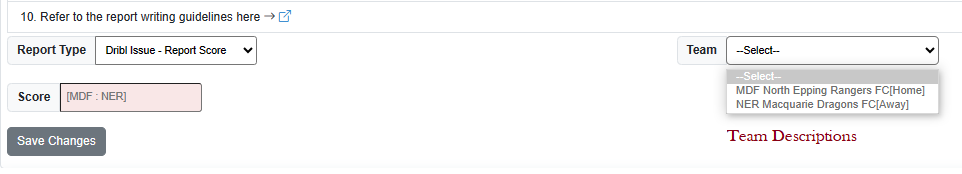 10. Refer to the report writing guidelines here →
Report Type Dribl Issue - Report Score Team --Select--
--Select--
Score [MDF : NER] MDF North Epping Rangers FC[Home]
NER Macquarie Dragons FC[Away]
Save Changes Team Descriptions